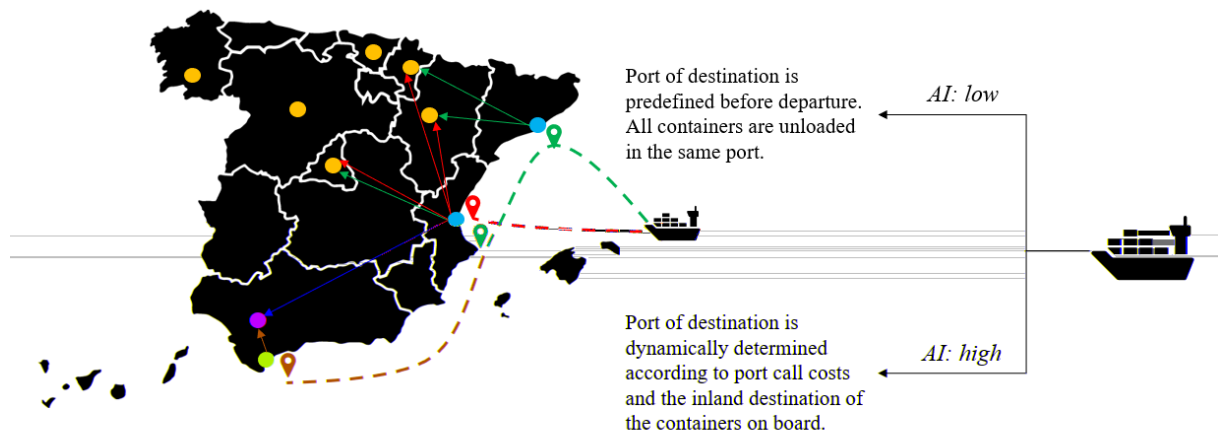 Port of destination is
predefined before departure.
All containers are unloaded
in the same port.
AI: low
Port of destination is
dynamically determined
according to port call costs
and the inland destination of
the containers on board.
AI: high